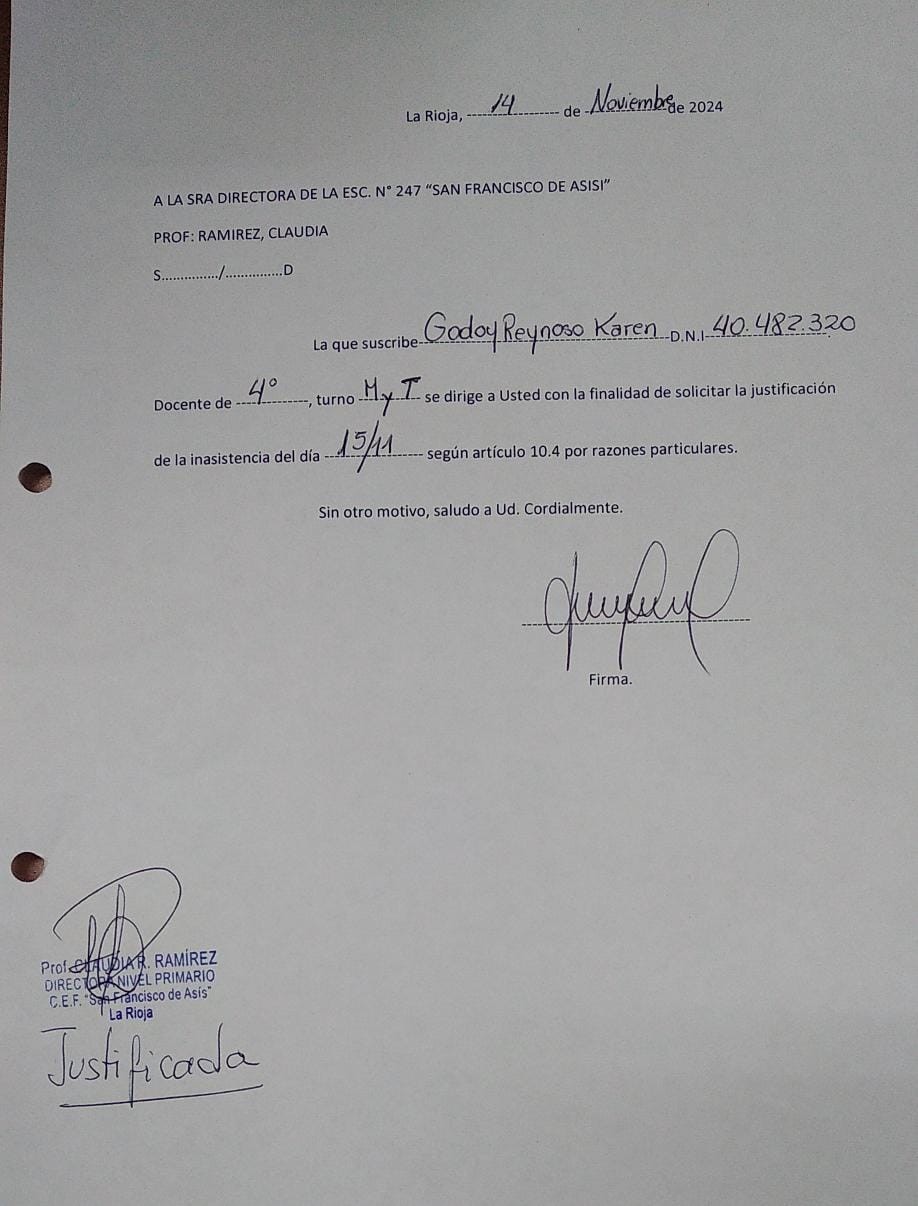 La Rioja, 14 de Noviembre de 2024
A LA SRA DIRECTORA DE LA ESC. N° 247 “SAN FRANCISCO DE ASISI”
PROF: RAMIREZ, CLAUDIA
S.............../...............D
La que suscribe Godoy Reynoso Karen D.N.I 40.482.320
Docente de 4°, turno M y T se dirige a Usted con la finalidad de solicitar la justificación
de la inasistencia del día 15/11 según artículo 10.4 por razones particulares.
Sin otro motivo, saludo a Ud. Cordialmente.
Firma.
Prof. CLAUDIA R. RAMÍREZ
DIRECTORA NIVEL PRIMARIO
C.E.F. "San Francisco de Asís"
La Rioja
Justificada